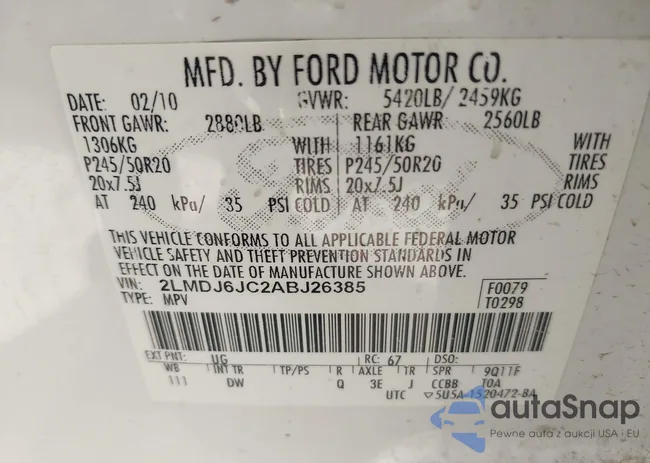 MFD. BY FORD MOTOR CO.
DATE: 02/10 GVWR: 5420LB/ 2459KG
FRONT GAWR: 2880LB REAR GAWR 2560LB
1306KG WITH 1161KG WITH
P245/50R20 TIRES P245/50R20 TIRES
20x7.5J RIMS 20x7.5J RIMS
AT 240 kPa/ 35 PSI COLD AT 240 kPa/ 35 PSI COLD
THIS VEHICLE CONFORMS TO ALL APPLICABLE FEDERAL MOTOR
VEHICLE SAFETY AND THEFT PREVENTION STANDARDS IN
EFFECT ON THE DATE OF MANUFACTURE SHOWN ABOVE.
VIN: 2LMDJ6JC2ABJ26385 F0079
TYPE: MPV T0298
EXT PNT: UG RC: 67 DSO:
WB INT TR TP/PS R AXLE TR SPR 9Q11F
111 DW Q 3E J CCBB TOA
UTC ▽5U5A-1520472-BA
autoSnap
Pewne auta z aukcji USA i EU